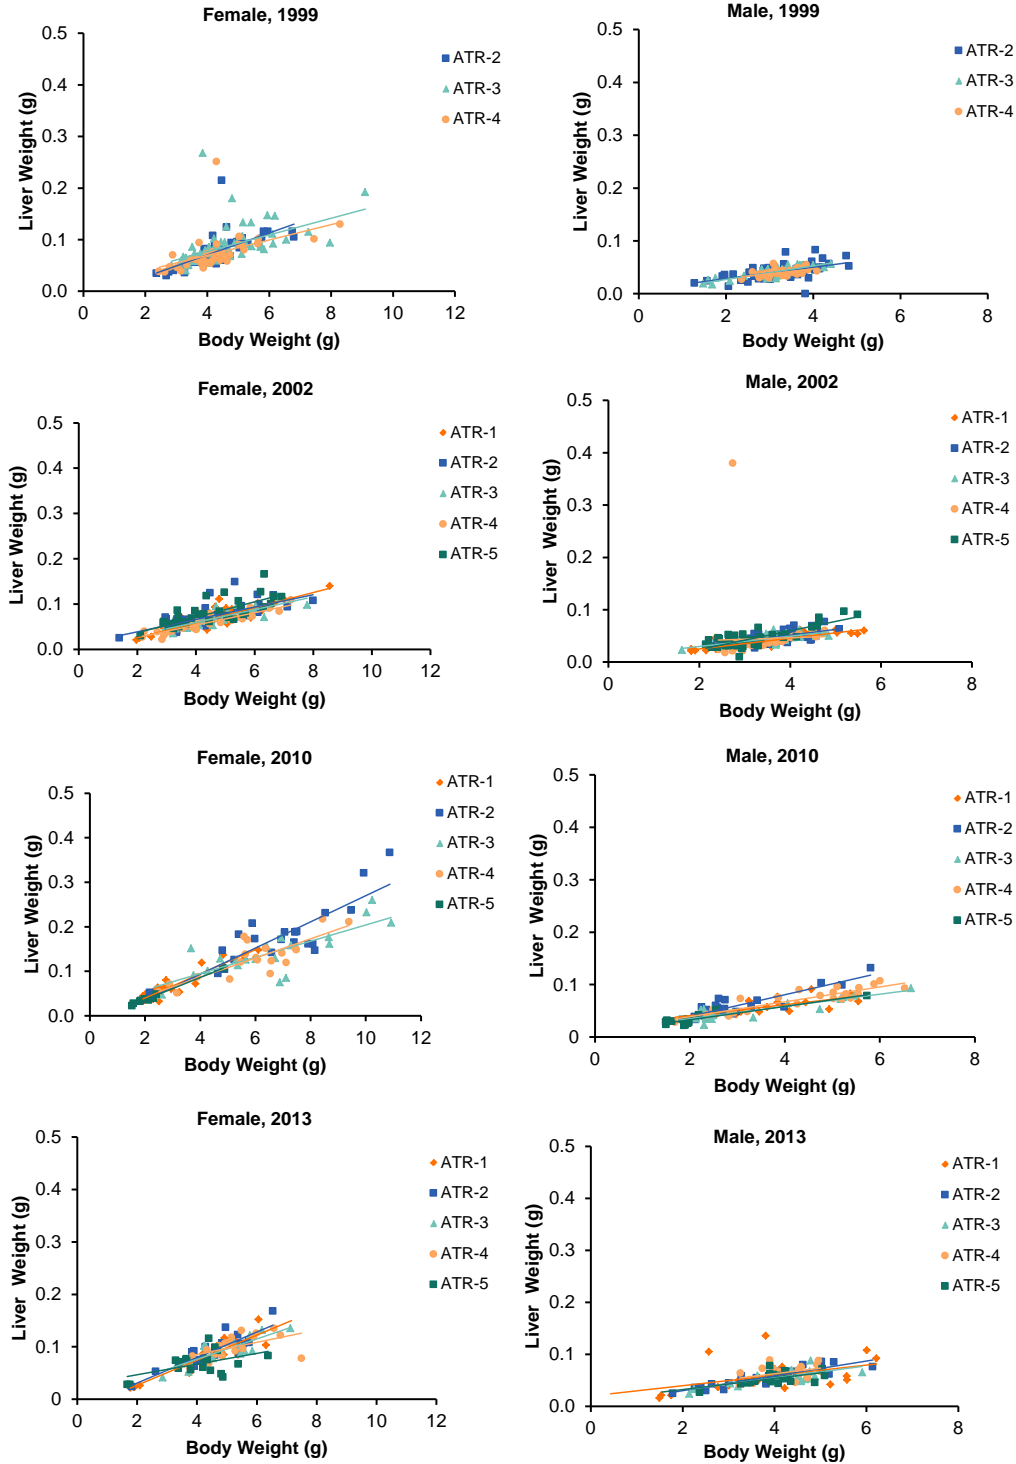 Female, 1999
0.5
0.4
0.3
0.2
0.1
0.0
Liver Weight (g)
0 2 4 6 8 10 12
Body Weight (g)
ATR-2
ATR-3
ATR-4
Male, 1999
0.5
0.4
0.3
0.2
0.1
0.0
Liver Weight (g)
0 2 4 6 8
Body Weight (g)
ATR-2
ATR-3
ATR-4
Female, 2002
0.5
0.4
0.3
0.2
0.1
0.0
Liver Weight (g)
0 2 4 6 8 10 12
Body Weight (g)
ATR-1
ATR-2
ATR-3
ATR-4
ATR-5
Male, 2002
0.5
0.4
0.3
0.2
0.1
0.0
Liver Weight (g)
0 2 4 6 8
Body Weight (g)
ATR-1
ATR-2
ATR-3
ATR-4
ATR-5
Female, 2010
0.5
0.4
0.3
0.2
0.1
0.0
Liver Weight (g)
0 2 4 6 8 10 12
Body Weight (g)
ATR-1
ATR-2
ATR-3
ATR-4
ATR-5
Male, 2010
0.5
0.4
0.3
0.2
0.1
0
Liver Weight (g)
0 2 4 6 8
Body Weight (g)
ATR-1
ATR-2
ATR-3
ATR-4
ATR-5
Female, 2013
0.5
0.4
0.3
0.2
0.1
0.0
Liver Weight (g)
0 2 4 6 8 10 12
Body Weight (g)
ATR-1
ATR-2
ATR-3
ATR-4
ATR-5
Male, 2013
0.5
0.4
0.3
0.2
0.1
0.0
Liver Weight (g)
0 2 4 6 8
Body Weight (g)
ATR-1
ATR-2
ATR-3
ATR-4
ATR-5